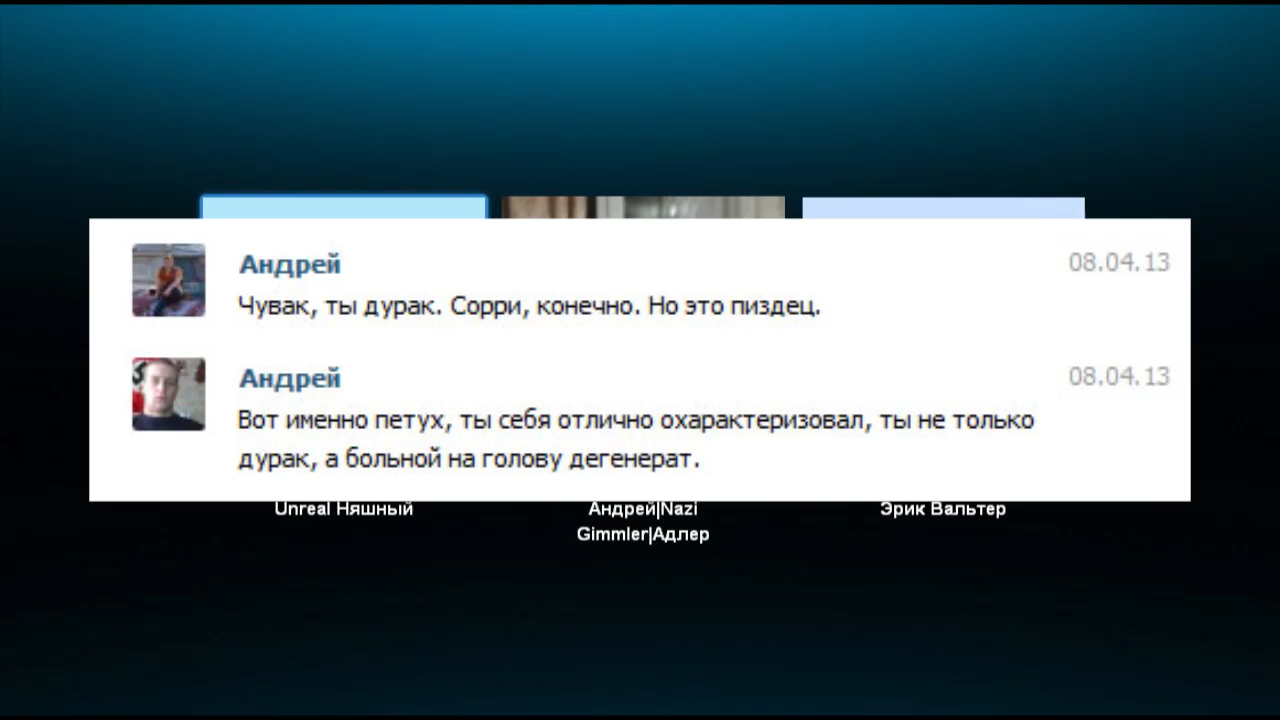 Андрей
08.04.13
Чувак, ты дурак. Сорри, конечно. Но это пиздец.
Андрей
08.04.13
Вот именно петух, ты себя отлично охарактеризовал, ты не только
дурак, а больной на голову дегенерат.
Unreal Няшный
Андрей|Nazi
Gimmler|Адлер
Эрик Вальтер